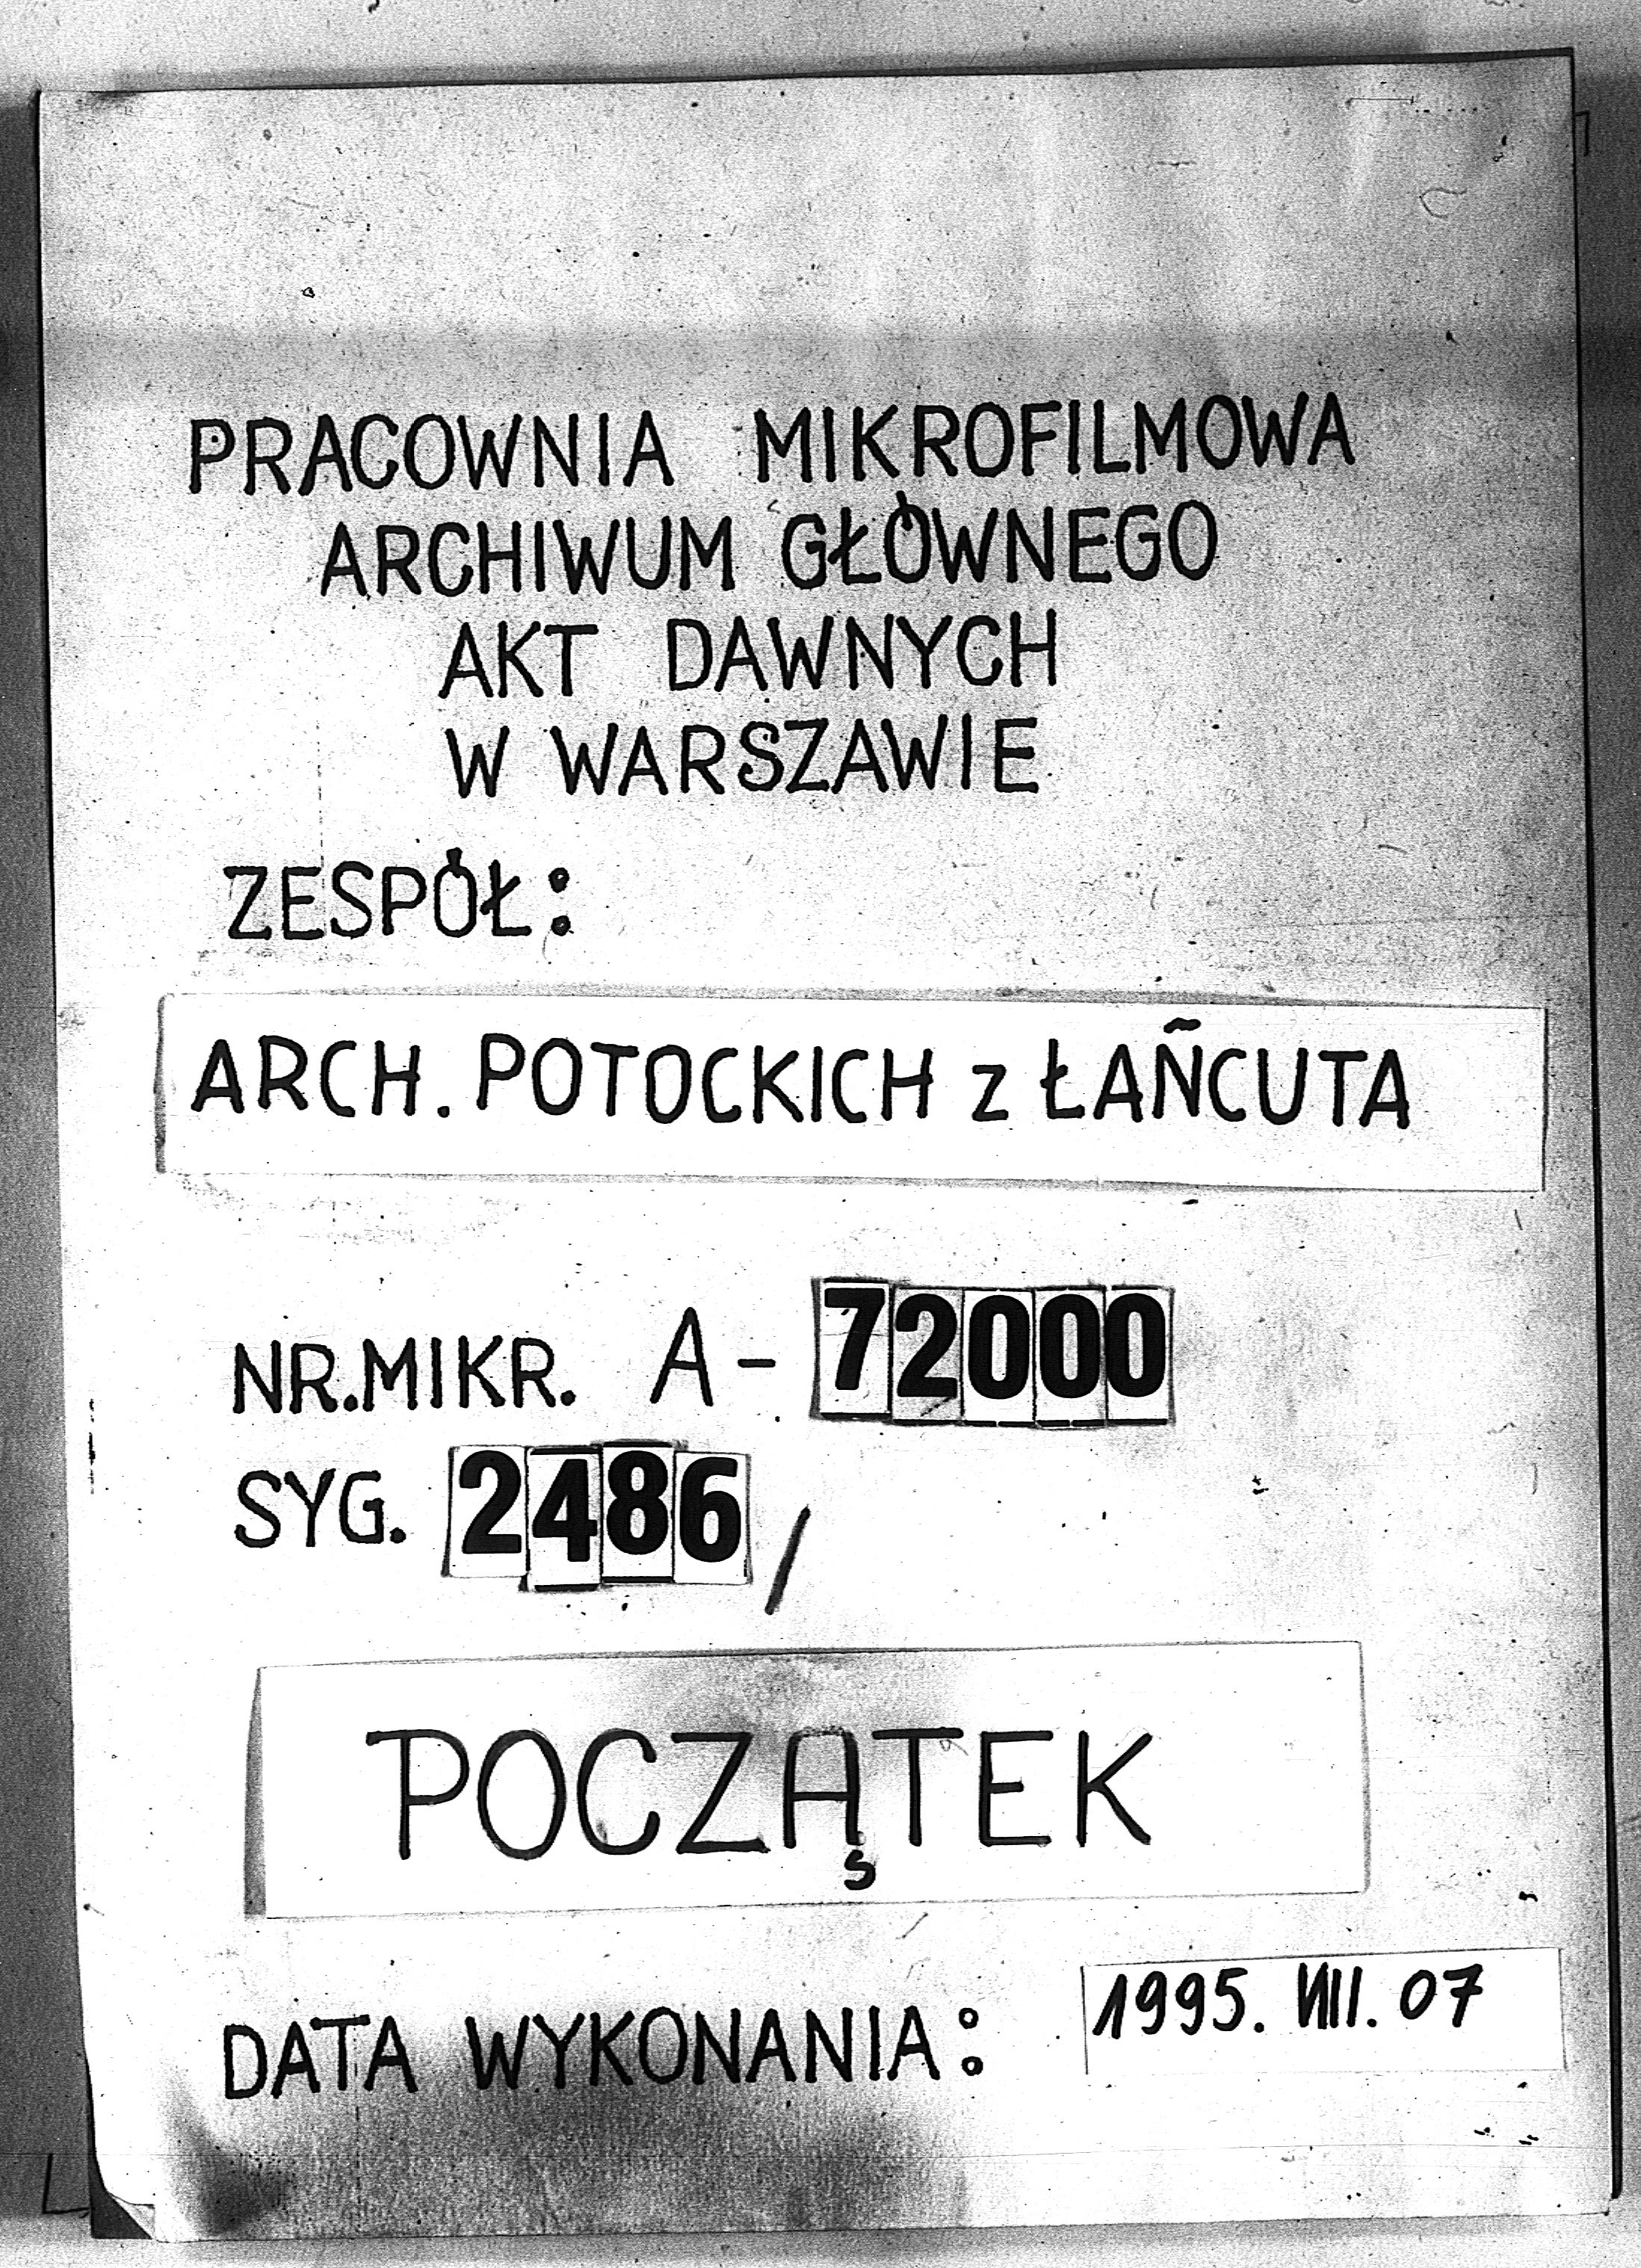 PRACOWNIA MIKROFILMOWA
ARCHIWUM GŁÓWNEGO
AKT DAWNYCH
W WARSZAWIE
ZESPÓŁ:
ARCH. POTOCKICH z ŁAÑCUTA
NR.MIKR. A-72000
SYG. 2486/
POCZĄTEK
DATA WYKONANIA: 1995. VIII. 07